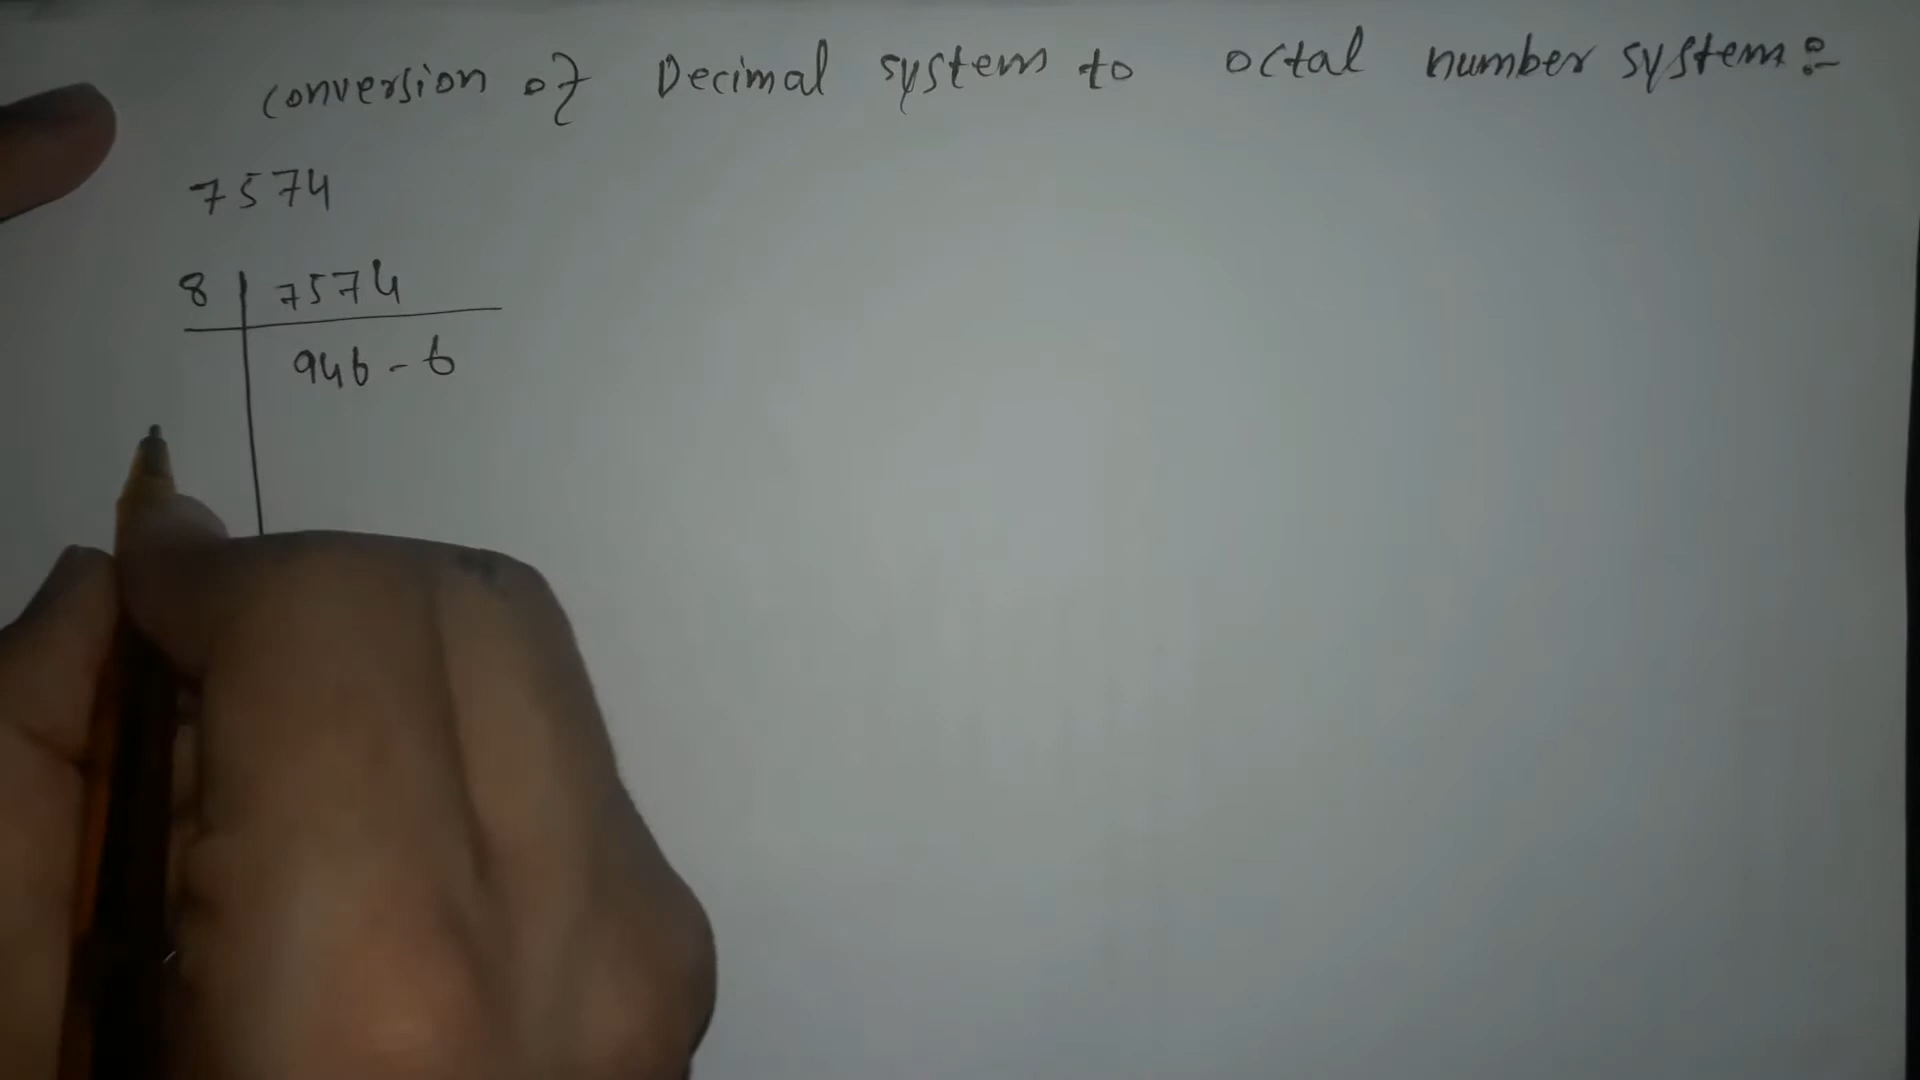 conversion of Decimal system to octal number system:-
7574
8 | 7574
946 - 6